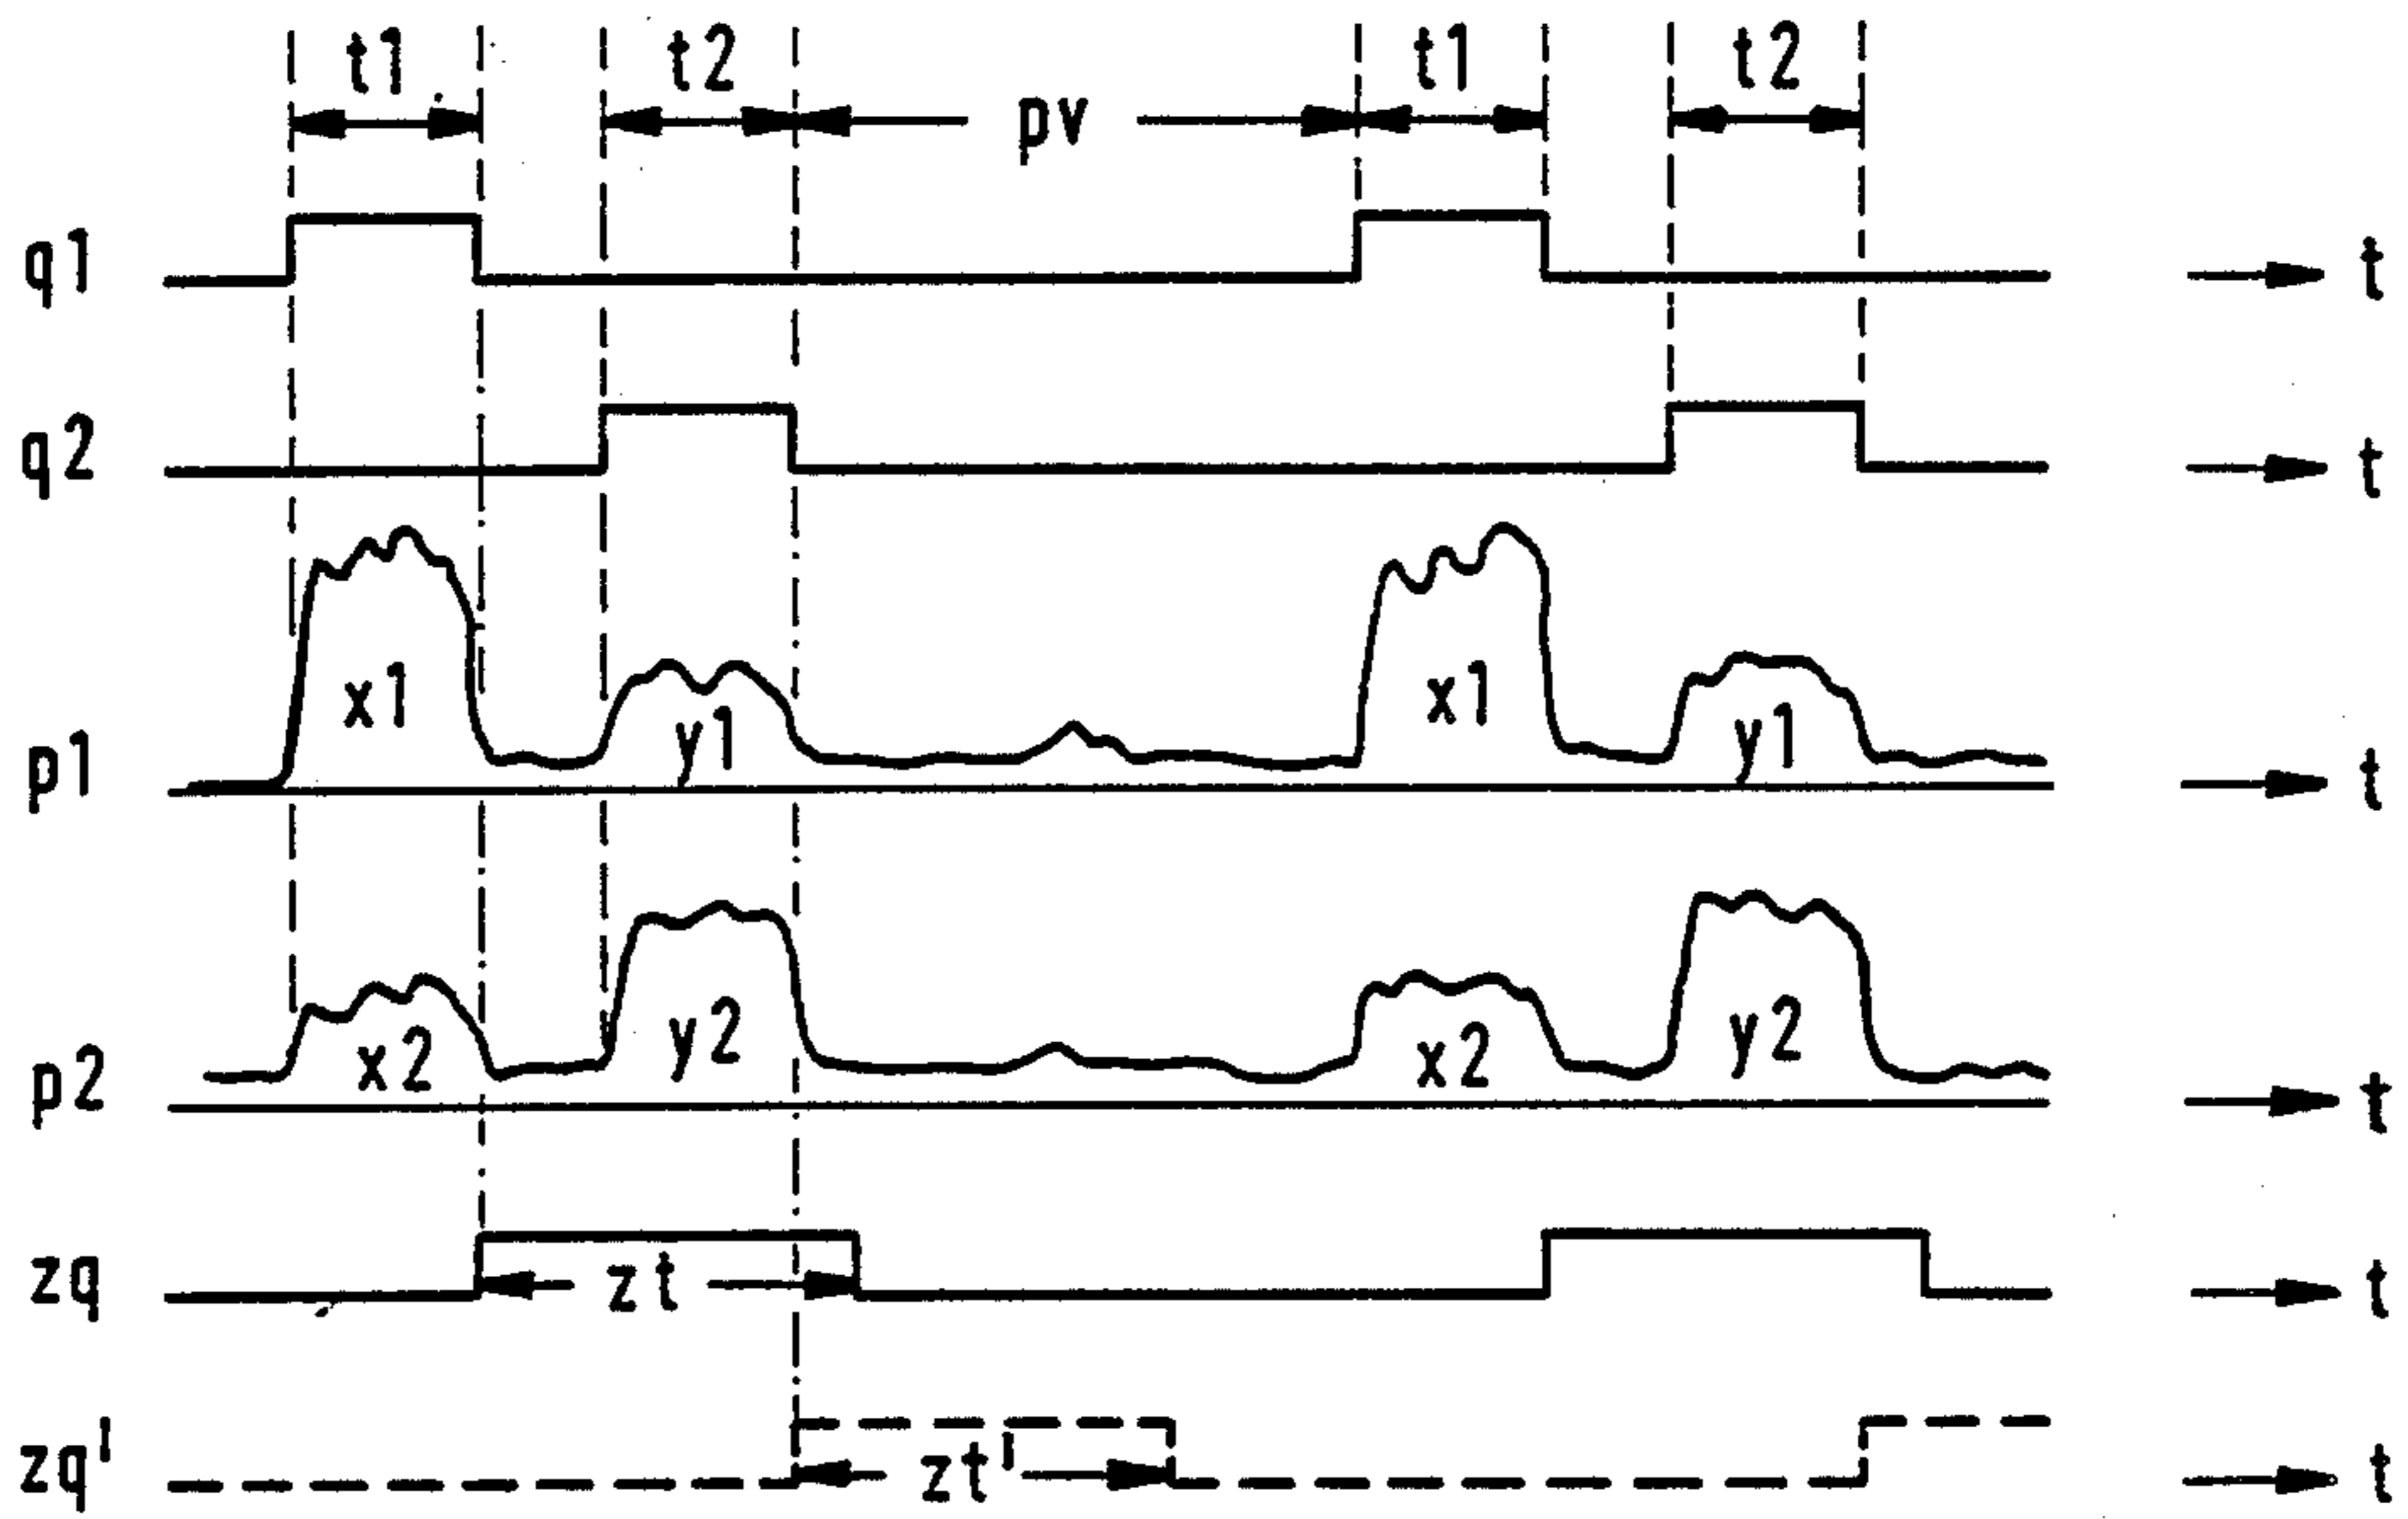 t1 t2 pv t1 t2
q1 t
q2 t
x1 y1 x1 y1
p1 t
x2 y2 x2 y2
p2 t
zq zt t
zq' zt' t